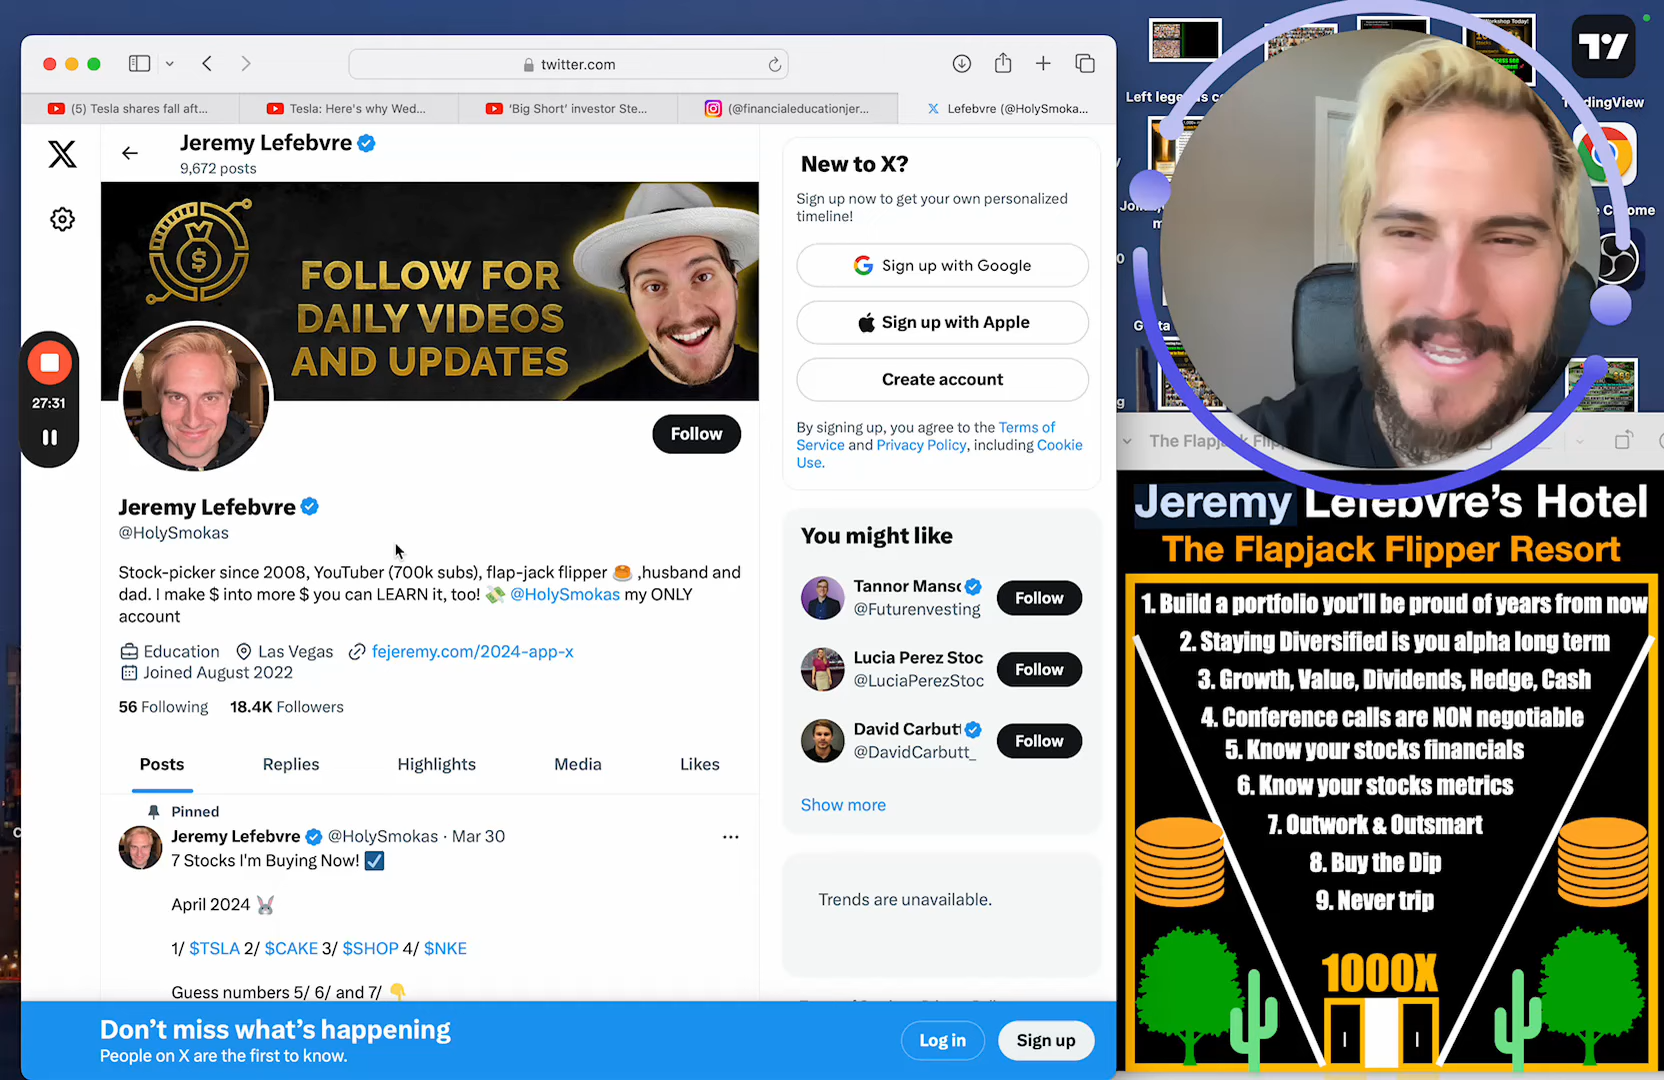 twitter.com
(5) Tesla shares fall aft...
Tesla: Here's why Wed...
‘Big Short’ investor Ste...
(@financialeducationjer...
Lefebvre (@HolySmoka...
Jeremy Lefebvre
9,672 posts
FOLLOW FOR
DAILY VIDEOS
AND UPDATES
27:31
Follow
Jeremy Lefebvre
@HolySmokas
Stock-picker since 2008, YouTuber (700k subs), flap-jack flipper 🥞 ,husband and
dad. I make $ into more $ you can LEARN it, too! 💸 @HolySmokas my ONLY
account
Education Las Vegas fejeremy.com/2024-app-x
Joined August 2022
56 Following 18.4K Followers
Posts Replies Highlights Media Likes
Pinned
Jeremy Lefebvre @HolySmokas · Mar 30
7 Stocks I'm Buying Now! ☑️
April 2024 🐰
1/ $TSLA 2/ $CAKE 3/ $SHOP 4/ $NKE
Guess numbers 5/ 6/ and 7/ 👇
New to X?
Sign up now to get your own personalized
timeline!
Sign up with Google
Sign up with Apple
Create account
By signing up, you agree to the Terms of
Service and Privacy Policy, including Cookie
Use.
You might like
Tannor Mans
@Futurenvesting
Follow
Lucia Perez Stoc
@LuciaPerezStoc
Follow
David Carbutt
@DavidCarbutt_
Follow
Show more
Trends are unavailable.
Don’t miss what’s happening
People on X are the first to know.
Log in
Sign up
Workshop Today!
Left legends
TradingView
Chrome
The Flapjack Flip
Jeremy Lefebvre’s Hotel
The Flapjack Flipper Resort
1. Build a portfolio you’ll be proud of years from now
2. Staying Diversified is you alpha long term
3. Growth, Value, Dividends, Hedge, Cash
4. Conference calls are NON negotiable
5. Know your stocks financials
6. Know your stocks metrics
7. Outwork & Outsmart
8. Buy the Dip
9. Never trip
1000X